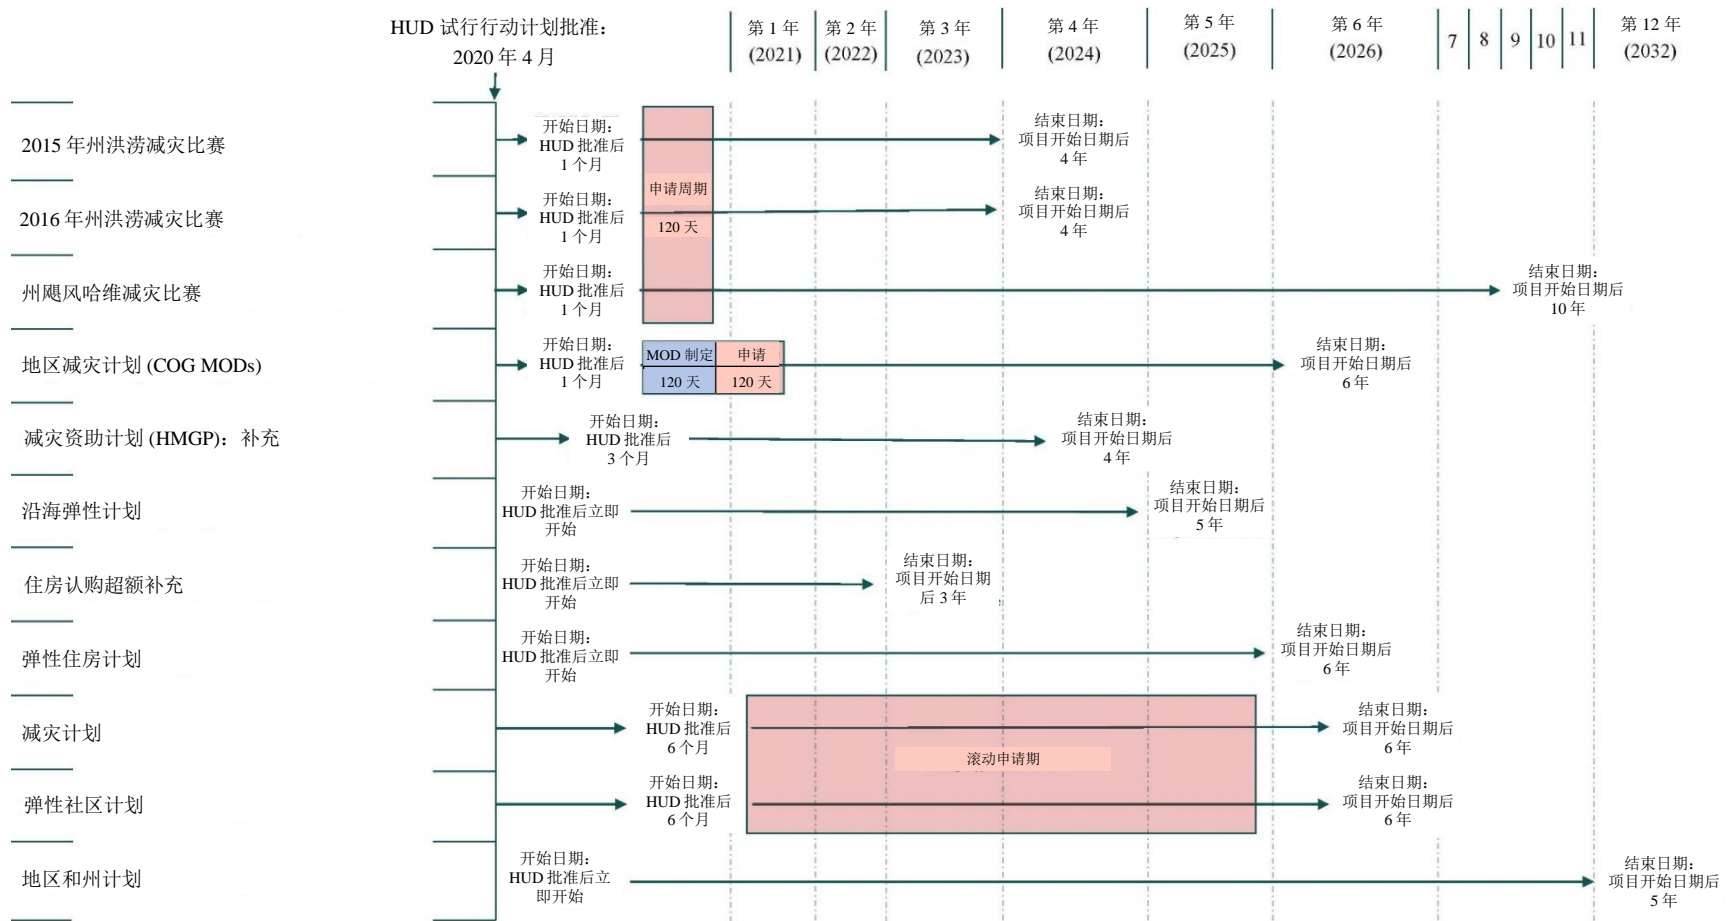 HUD 试行行动计划批准：
2020 年 4 月
第 1 年
(2021)
第 2 年
(2022)
第 3 年
(2023)
第 4 年
(2024)
第 5 年
(2025)
第 6 年
(2026)
7
8
9
10
11
第 12 年
(2032)
2015 年州洪涝减灾比赛
开始日期：
HUD 批准后
1 个月
结束日期：
项目开始日期后
4 年
申请周期
120 天
2016 年州洪涝减灾比赛
开始日期：
HUD 批准后
1 个月
结束日期：
项目开始日期后
4 年
州飓风哈维减灾比赛
开始日期：
HUD 批准后
1 个月
结束日期：
项目开始日期后
10 年
地区减灾计划 (COG MODs)
开始日期：
HUD 批准后
1 个月
MOD 制定
申请
120 天
120 天
结束日期：
项目开始日期后
6 年
减灾资助计划 (HMGP)：补充
开始日期：
HUD 批准后
3 个月
结束日期：
项目开始日期后
4 年
沿海弹性计划
开始日期：
HUD 批准后立即
开始
结束日期：
项目开始日期后
5 年
住房认购超额补充
开始日期：
HUD 批准后立即
开始
结束日期：
项目开始日期
后 3 年
弹性住房计划
开始日期：
HUD 批准后立即
开始
结束日期：
项目开始日期后
6 年
减灾计划
开始日期：
HUD 批准后
6 个月
结束日期：
项目开始日期后
6 年
滚动申请期
弹性社区计划
开始日期：
HUD 批准后
6 个月
结束日期：
项目开始日期后
6 年
地区和州计划
开始日期：
HUD 批准后立
即开始
结束日期：
项目开始日期后
5 年